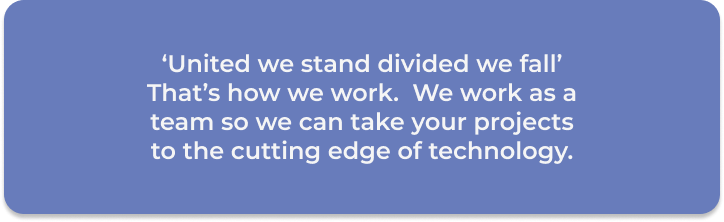 ‘United we stand divided we fall’
That’s how we work.  We work as a
team so we can take your projects
to the cutting edge of technology.